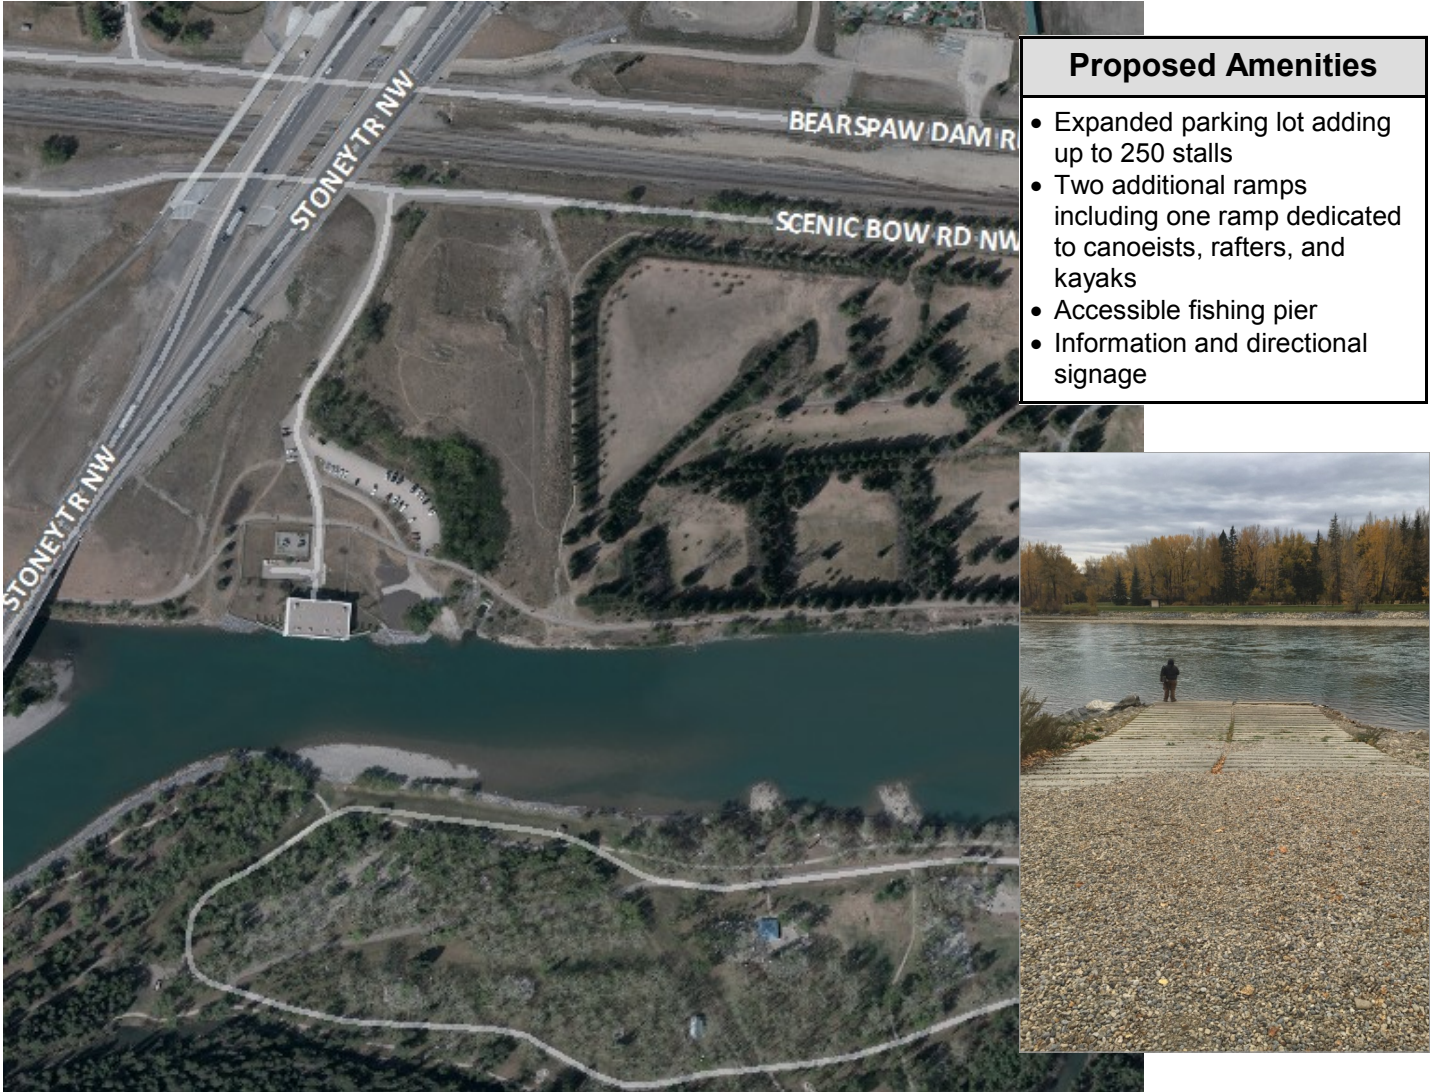 Proposed Amenities
• Expanded parking lot adding
up to 250 stalls
• Two additional ramps
including one ramp dedicated
to canoeists, rafters, and
kayaks
• Accessible fishing pier
• Information and directional
signage
STONEY TR NW
BEARSPAW DAM R
SCENIC BOW RD NW
STONEY TR NW